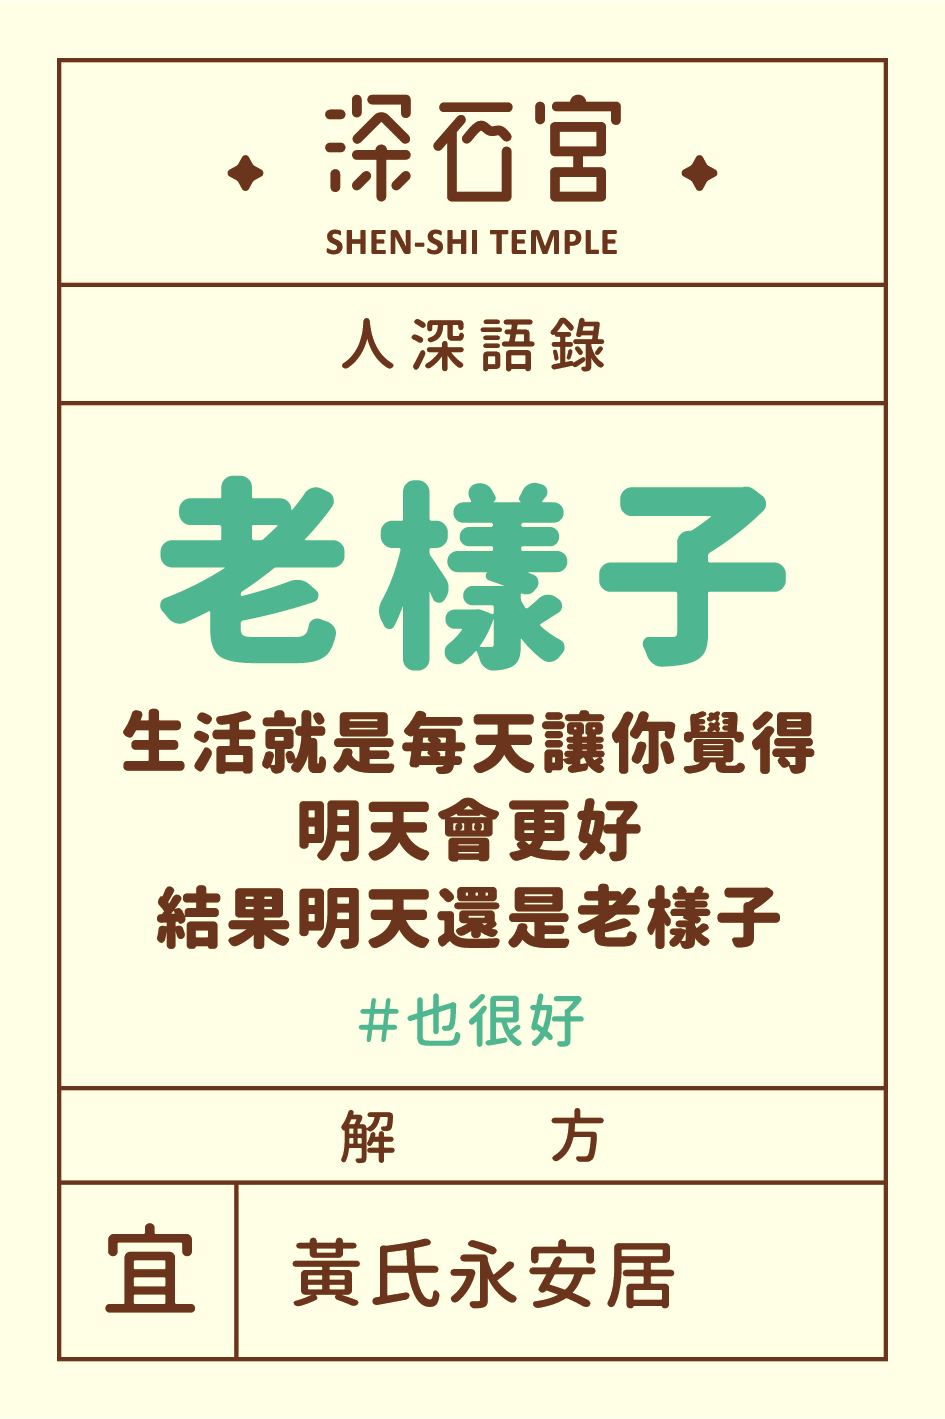 深石宮
SHEN-SHI TEMPLE
人深語錄
老樣子
生活就是每天讓你覺得
明天會更好
結果明天還是老樣子
#也很好
解方
宜
黃氏永安居